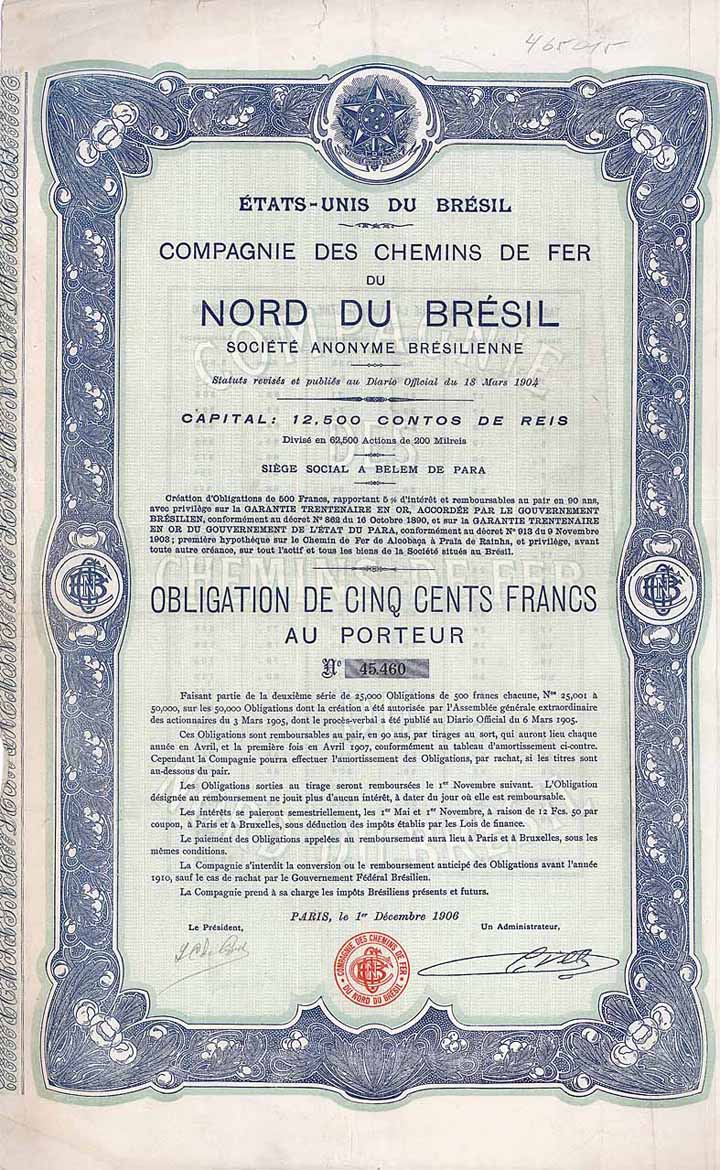 465015
ÉTATS-UNIS DU BRÉSIL
COMPAGNIE DES CHEMINS DE FER
DU
NORD DU BRÉSIL
SOCIÉTÉ ANONYME BRÉSILIENNE
Statuts revisés et publiés au Diario Official du 13 Mars 1904
CAPITAL: 12,500 CONTOS DE REIS
Divisé en 62,500 Actions de 200 Milreis
SIÈGE SOCIAL A BELEM DE PARA
Création d'Obligations de 500 Francs, rapportant 5 % d'intérêt et remboursables au pair en 90 ans,
avec privilège sur la GARANTIE TRENTENAIRE EN OR, ACCORDÉE PAR LE GOUVERNEMENT
BRÉSILIEN, conformément au décret Nº 862 du 16 Octobre 1890, et sur la GARANTIE TRENTENAIRE
EN OR DU GOUVERNEMENT DE L'ÉTAT DU PARA, conformément au décret Nº 913 du 9 Novembre
1903; première hypothèque sur le Chemin de Fer de Alcobaça à Praïa de Rainha, et privilège, avant
toute autre créance, sur tout l'actif et tous les biens de la Société situés au Brésil.
OBLIGATION DE CINQ CENTS FRANCS
AU PORTEUR
Nº 45.460
Faisant partie de la deuxième série de 25,000 Obligations de 500 francs chacune, Nos 25,001 à
50,000, sur les 50,000 Obligations dont la création a été autorisée par l'Assemblée générale extraordinaire
des actionnaires du 3 Mars 1905, dont le procès-verbal a été publié au Diario Official du 6 Mars 1905.
Ces Obligations sont remboursables au pair, en 90 ans, par tirages au sort, qui auront lieu chaque
année en Avril, et la première fois en Avril 1907, conformément au tableau d'amortissement ci-contre.
Cependant la Compagnie pourra effectuer l'amortissement des Obligations, par rachat, si les titres sont
au-dessous du pair.
Les Obligations sorties au tirage seront remboursées le 1er Novembre suivant. L'Obligation
désignée au remboursement ne jouit plus d'aucun intérêt, à dater du jour où elle est remboursable.
Les intérêts se paieront semestriellement, les 1er Mai et 1er Novembre, à raison de 12 Fcs. 50 par
coupon, à Paris et à Bruxelles, sous déduction des impôts établis par les Lois de finance.
Le paiement des Obligations appelées au remboursement aura lieu à Paris et à Bruxelles, sous les
mêmes conditions.
La Compagnie s'interdit la conversion ou le remboursement anticipé des Obligations avant l'année
1910, sauf le cas de rachat par le Gouvernement Fédéral Brésilien.
La Compagnie prend à sa charge les impôts Brésiliens présents et futurs.
PARIS, le 1er Décembre 1906
Le Président,
Un Administrateur,
COMPAGNIE DES CHEMINS DE FER
DU NORD DU BRÉSIL